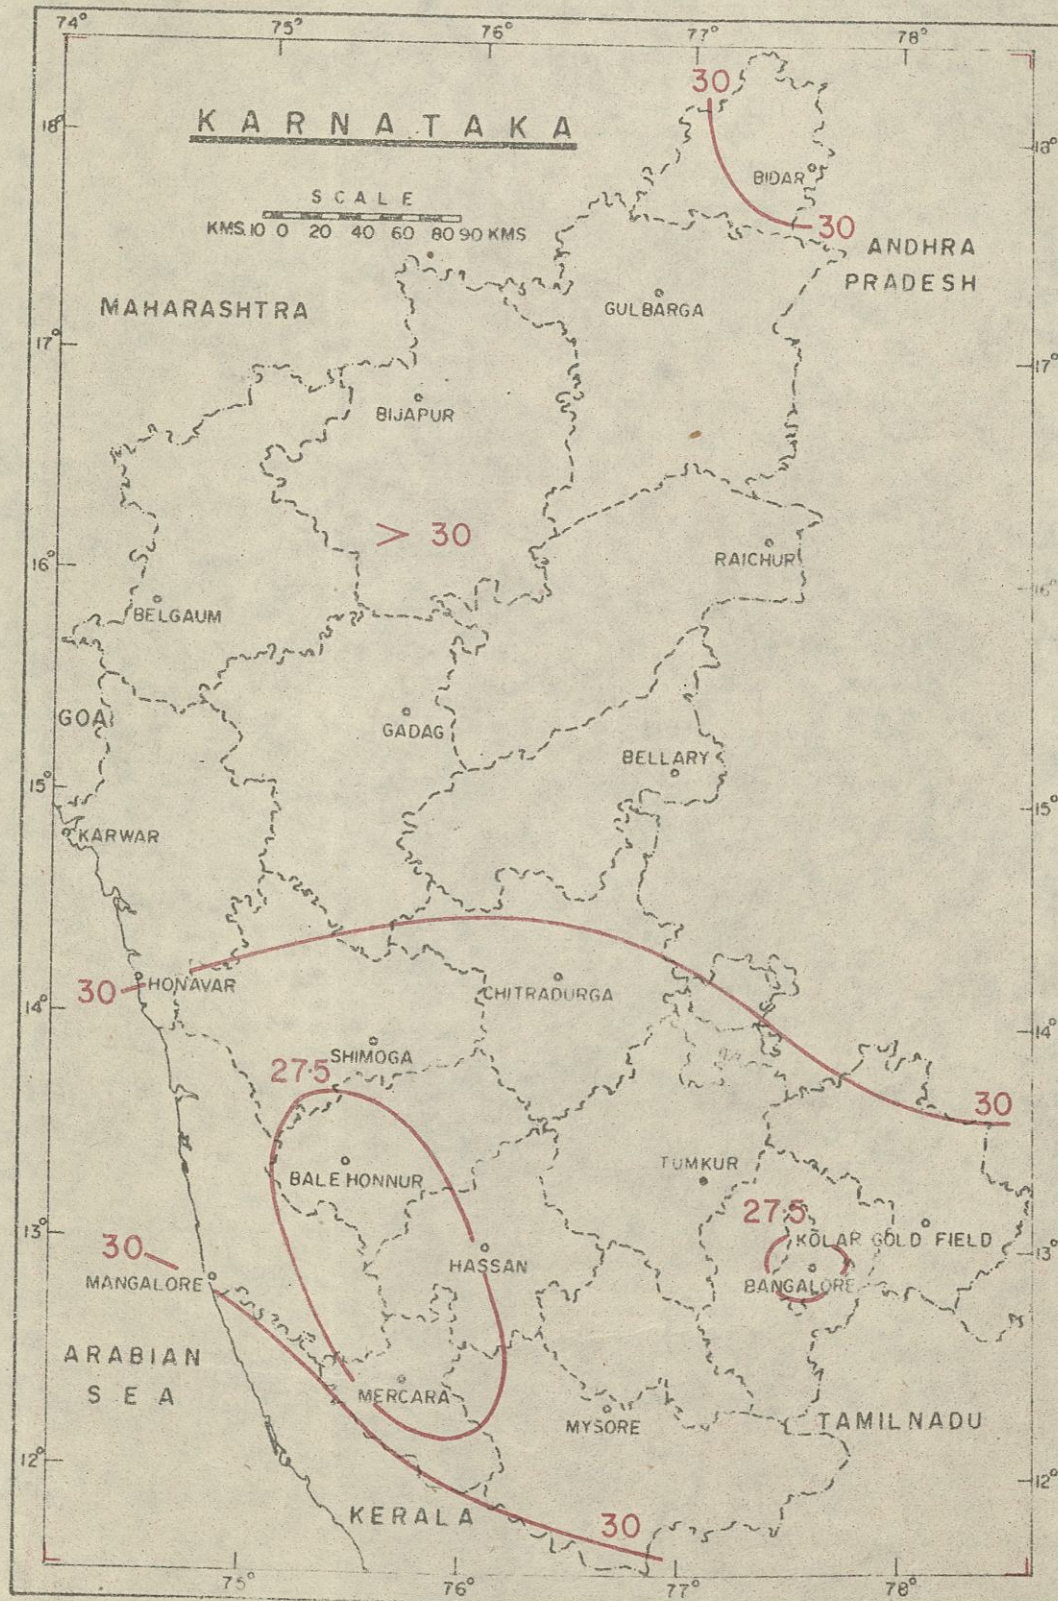 74° 75° 76° 77° 78°
KARNATAKA
30
18° 18°
BIDAR
SCALE
KMS.10 0 20 40 60 80 90 KMS
30
ANDHRA
PRADESH
MAHARASHTRA
GULBARGA
17° 17°
BIJAPUR
> 30
RAICHUR
16° 16°
BELGAUM
GOA
GADAG
BELLARY
15° 15°
KARWAR
30
HONAVAR
CHITRADURGA
14° 14°
SHIMOGA
27.5
30
BALEHONNUR
TUMKUR
27.5
13° 13°
KOLAR GOLD FIELD
30
MANGALORE
HASSAN
BANGALORE
ARABIAN
SEA
MERCARA
MYSORE
TAMILNADU
12° 12°
KERALA
30
75° 76° 77° 78°